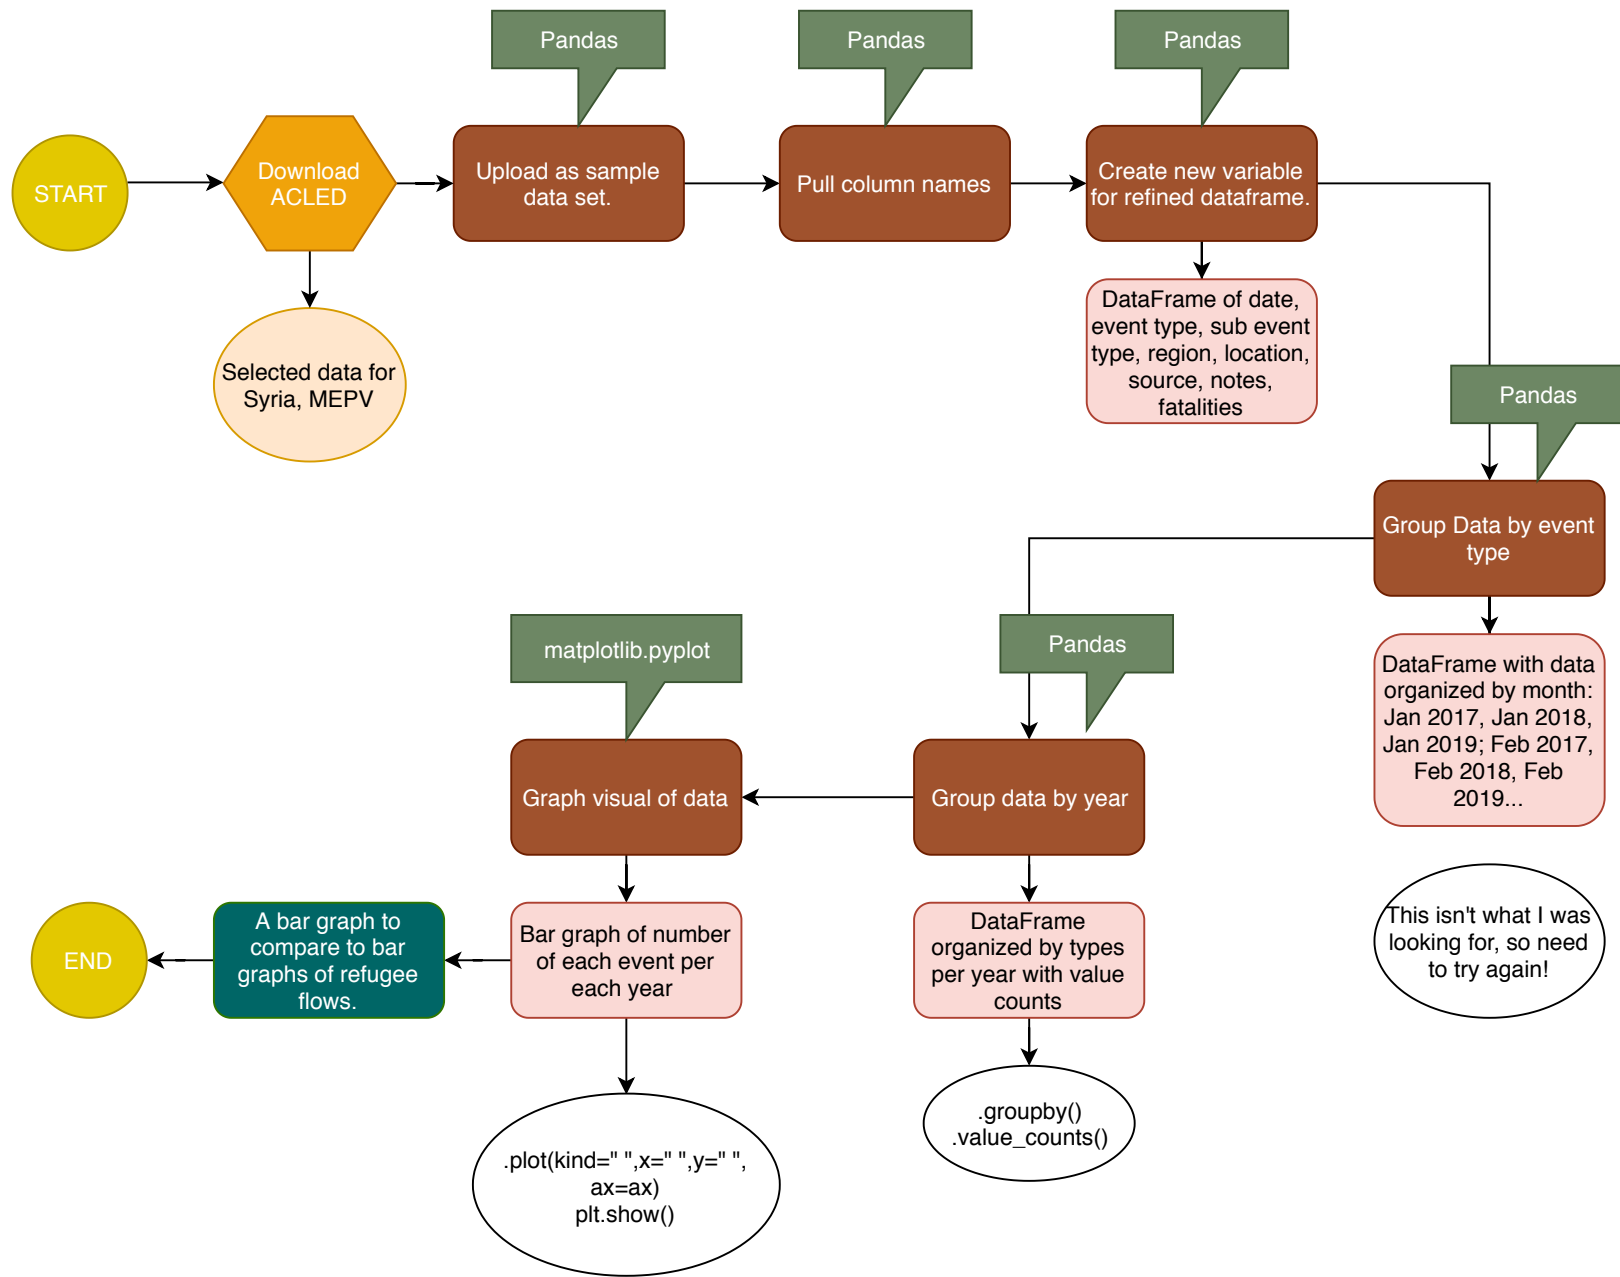 Pandas
Pandas
Pandas
START
Download
ACLED
Upload as sample
data set.
Pull column names
Create new variable
for refined dataframe.
Selected data for
Syria, MEPV
DataFrame of date,
event type, sub event
type, region, location,
source, notes,
fatalities
Pandas
Group Data by event
type
DataFrame with data
organized by month:
Jan 2017, Jan 2018,
Jan 2019; Feb 2017,
Feb 2018, Feb
2019...
This isn't what I was
looking for, so need
to try again!
Pandas
Group data by year
DataFrame
organized by types
per year with value
counts
.groupby()
.value_counts()
matplotlib.pyplot
Graph visual of data
Bar graph of number
of each event per
each year
.plot(kind=" ",x=" ",y=" ",
ax=ax)
plt.show()
A bar graph to
compare to bar
graphs of refugee
flows.
END